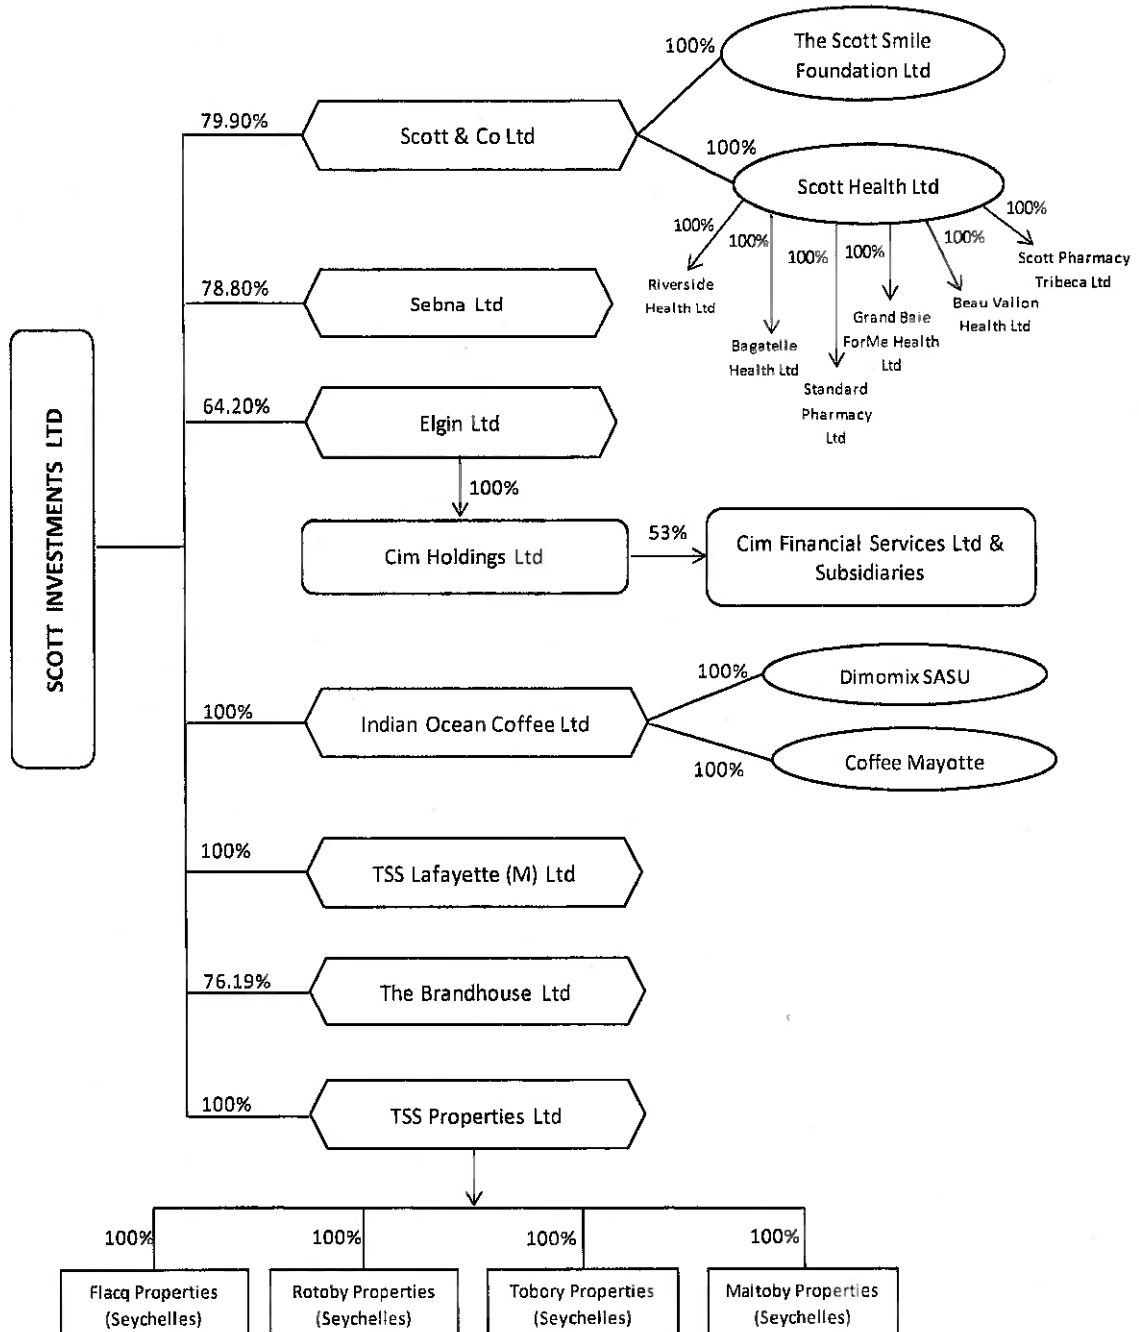 100%
The Scott Smile
Foundation Ltd
79.90%
Scott & Co Ltd
100%
Scott Health Ltd
100%
100%
100%
100%
100%
100%
Riverside
Health Ltd
Bagatelle
Health Ltd
Standard
Pharmacy
Ltd
Grand Baie
ForMe Health
Ltd
Beau Vallon
Health Ltd
Scott Pharmacy
Tribeca Ltd
78.80%
Sebna Ltd
SCOTT INVESTMENTS LTD
64.20%
Elgin Ltd
100%
Cim Holdings Ltd
53%
Cim Financial Services Ltd &
Subsidiaries
100%
Indian Ocean Coffee Ltd
100%
Dimomix SASU
100%
Coffee Mayotte
100%
TSS Lafayette (M) Ltd
76.19%
The Brandhouse Ltd
100%
TSS Properties Ltd
100%
Flacq Properties
(Seychelles)
100%
Rotoby Properties
(Seychelles)
100%
Tobory Properties
(Seychelles)
100%
Maltoby Properties
(Seychelles)